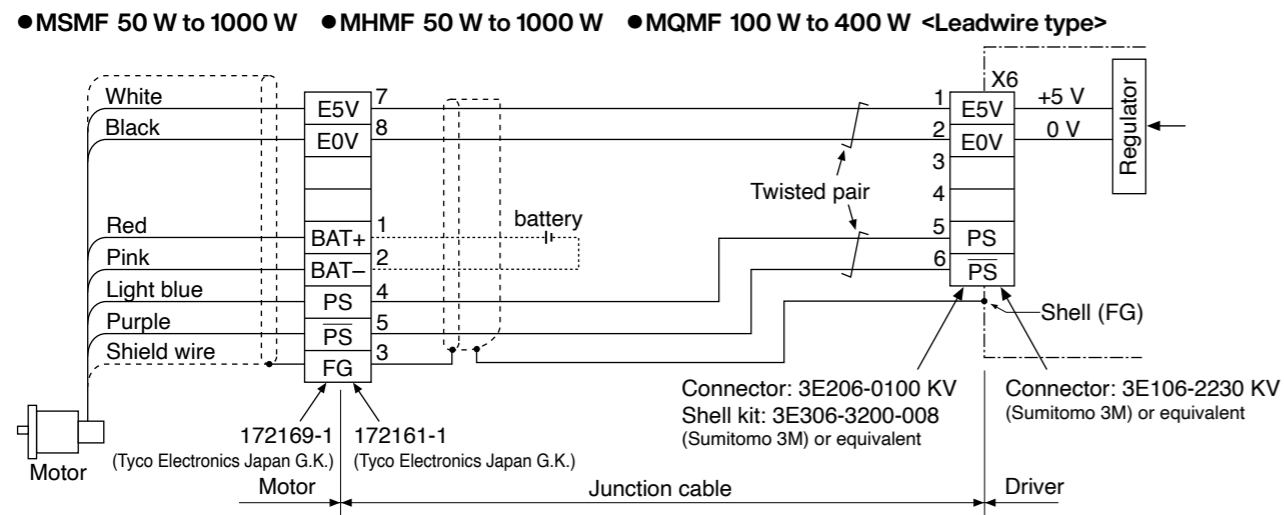 ●MSMF 50 W to 1000 W ●MHMF 50 W to 1000 W ●MQMF 100 W to 400 W <Leadwire type>
X6
White E5V 7 1 E5V +5 V
Black E0V 8 2 E0V 0 V
Regulator
3
4
Twisted pair
battery
Red BAT+ 1 5 PS
Pink BAT– 2 6 P̅S̅
Light blue PS 4
Purple P̅S̅ 5
Shell (FG)
Shield wire FG 3
Connector: 3E206-0100 KV
Shell kit: 3E306-3200-008
(Sumitomo 3M) or equivalent
Connector: 3E106-2230 KV
(Sumitomo 3M) or equivalent
172169-1 172161-1
(Tyco Electronics Japan G.K.) (Tyco Electronics Japan G.K.)
Motor
Motor Junction cable Driver